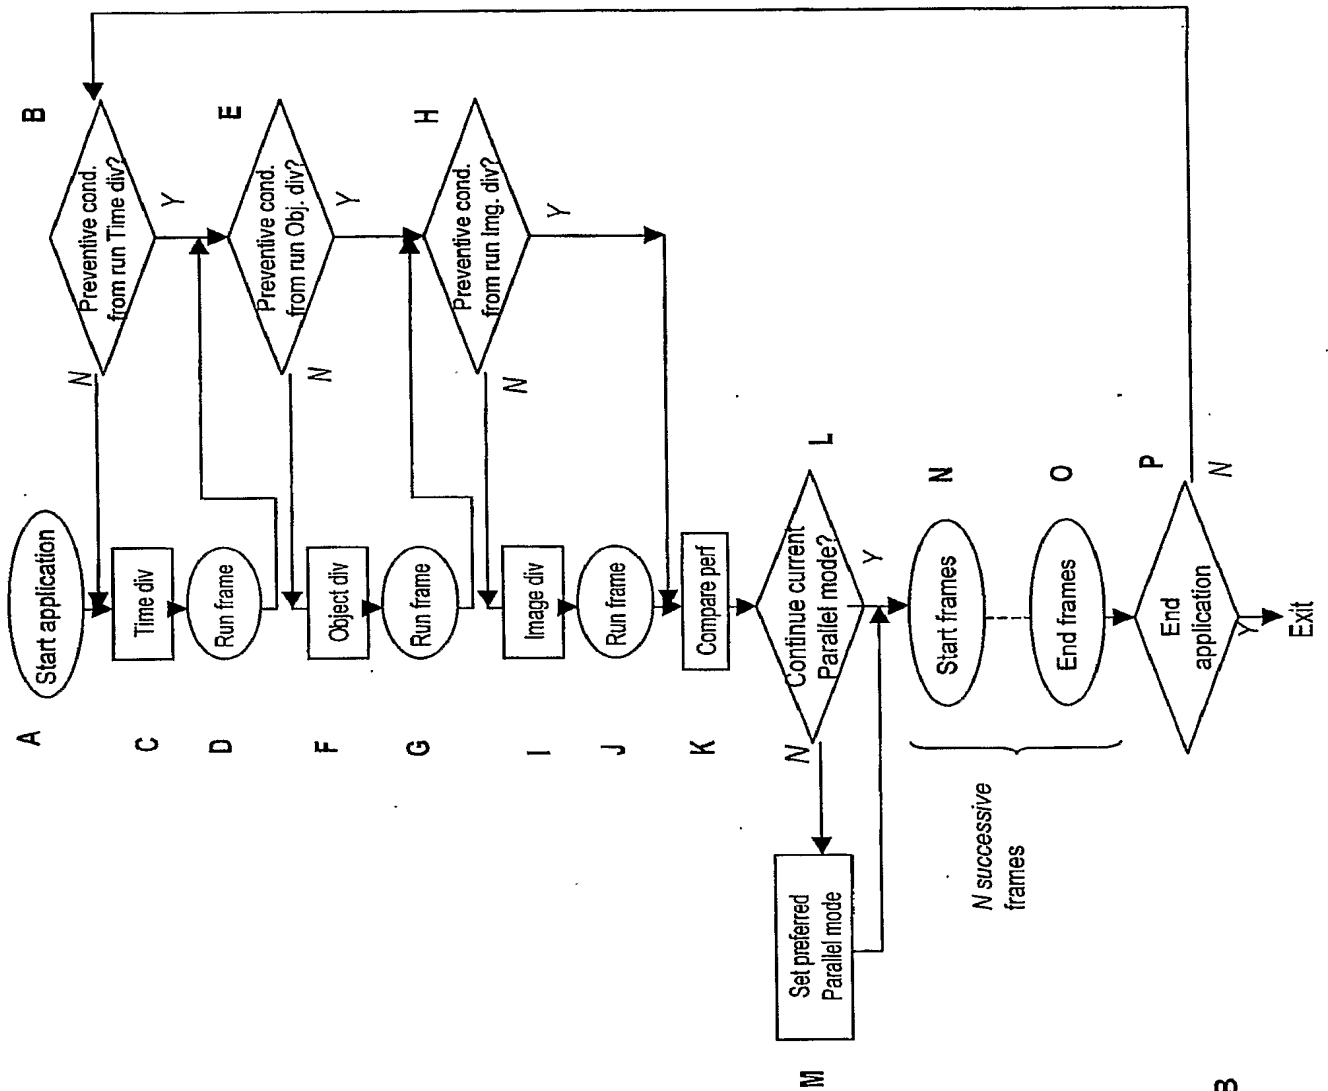 A
Start application
B
Preventive cond.
from run Time div?
N
Y
C
Time div
D
Run frame
E
Preventive cond.
from run Obj. div?
N
Y
F
Object div
G
Run frame
H
Preventive cond.
from run Img. div?
N
Y
I
Image div
J
Run frame
K
Compare perf
L
Continue current
Parallel mode?
N
Y
M
Set preferred
Parallel mode
N
Start frames
N successive
frames
O
End frames
P
End
application
N
Y
Exit
B